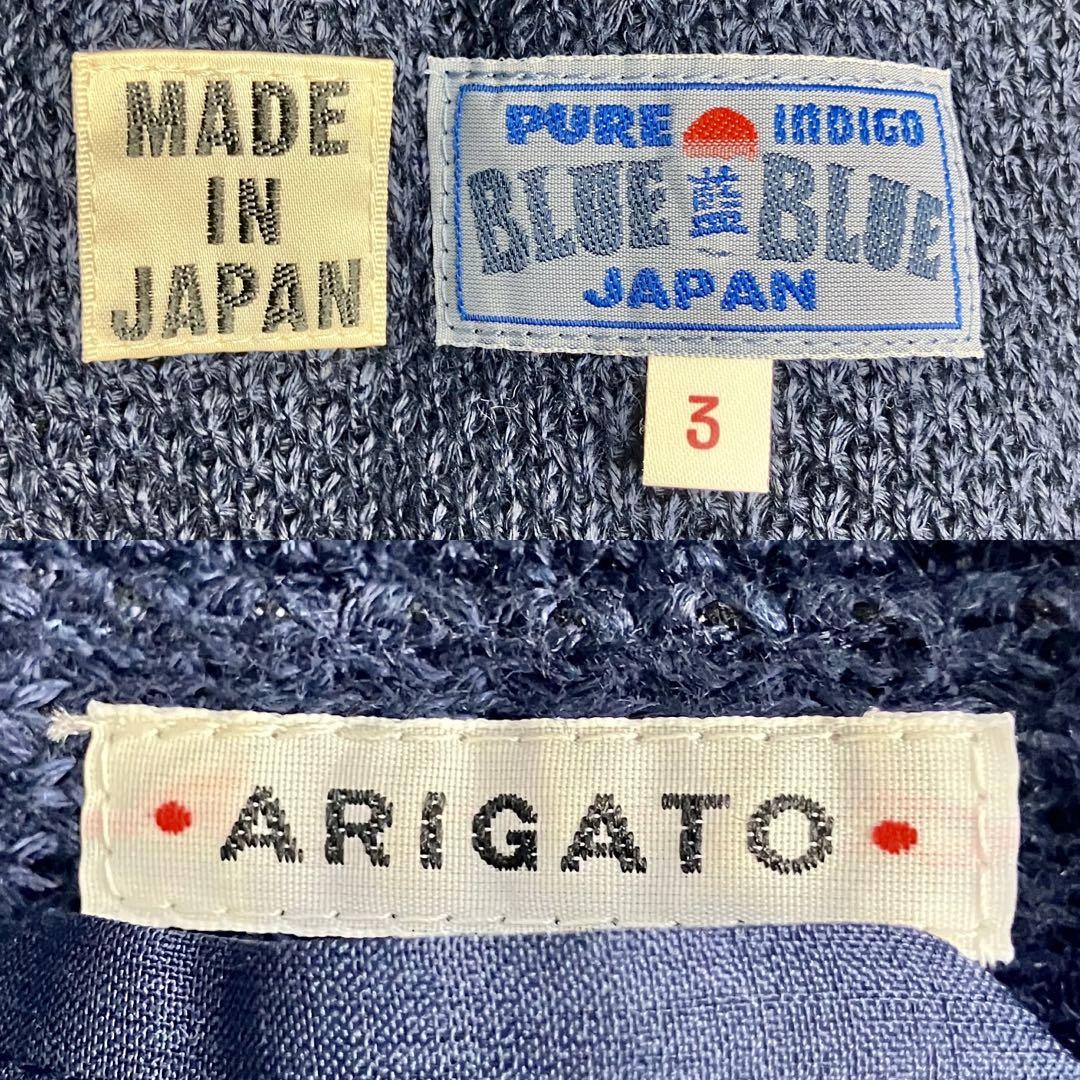 MADE
IN
JAPAN
PURE INDIGO
BLUE 藍 BLUE
JAPAN
3
ARIGATO